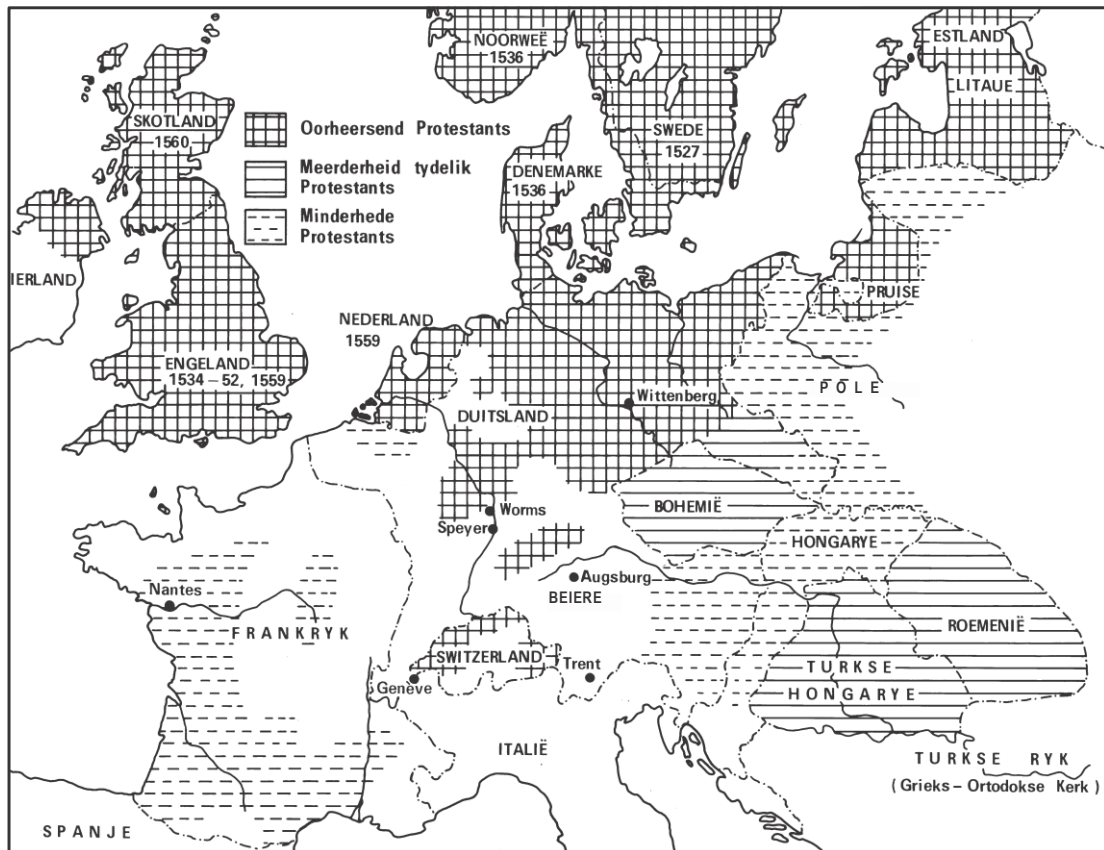 NOORWEË
1536
ESTLAND
LITAUE
SKOTLAND
1560
Oorheersend Protestants
SWEDE
1527
Meerderheid tydelik
Protestants
DENEMARKE
1536
Minderhede
Protestants
IERLAND
PRUISE
NEDERLAND
1559
ENGELAND
1534 – 52, 1559
POLE
Wittenberg
DUITSLAND
Worms
BOHEMIË
Speyer
HONGARYE
Augsburg
Nantes
BEIERE
FRANKRYK
ROEMENIË
SWITZERLAND
Trent
TURKSE
HONGARYE
Genève
ITALIË
TURKSE RYK
(Grieks – Ortodokse Kerk)
SPANJE